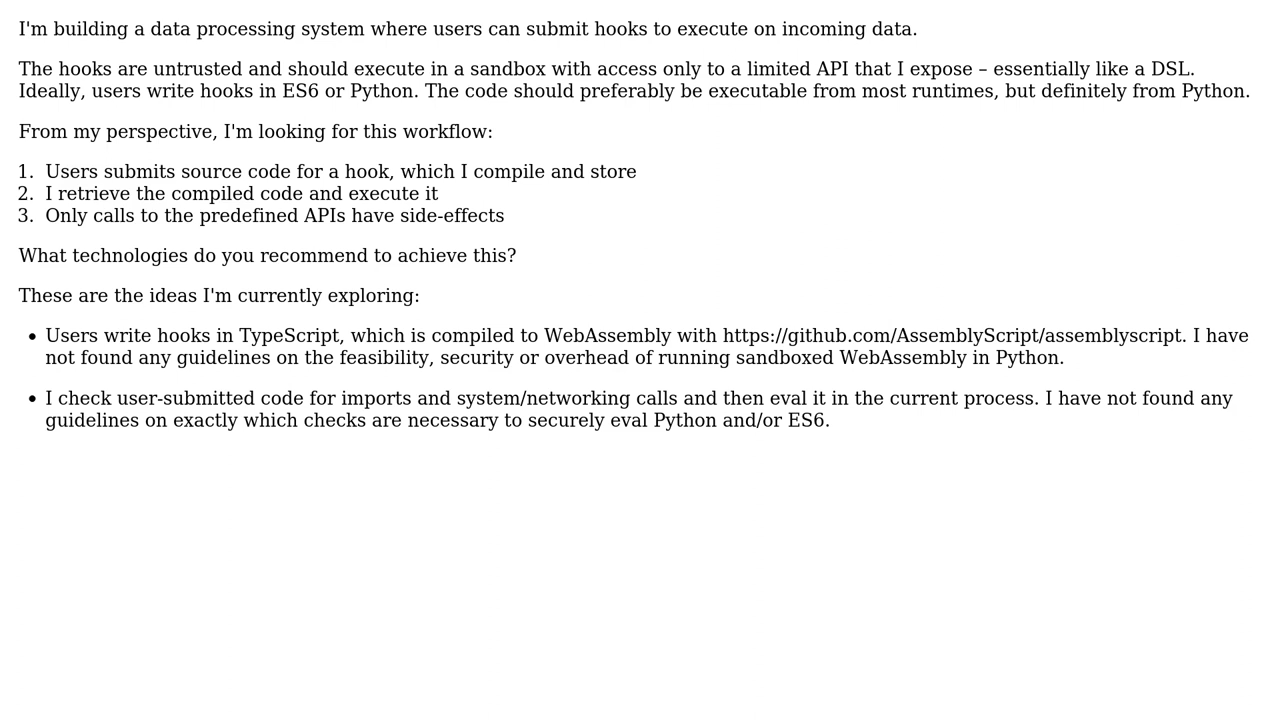 I'm building a data processing system where users can submit hooks to execute on incoming data.
The hooks are untrusted and should execute in a sandbox with access only to a limited API that I expose – essentially like a DSL.
Ideally, users write hooks in ES6 or Python. The code should preferably be executable from most runtimes, but definitely from Python.
From my perspective, I'm looking for this workflow:
1. Users submits source code for a hook, which I compile and store
2. I retrieve the compiled code and execute it
3. Only calls to the predefined APIs have side-effects
What technologies do you recommend to achieve this?
These are the ideas I'm currently exploring:
• Users write hooks in TypeScript, which is compiled to WebAssembly with https://github.com/AssemblyScript/assemblyscript. I have
not found any guidelines on the feasibility, security or overhead of running sandboxed WebAssembly in Python.
• I check user-submitted code for imports and system/networking calls and then eval it in the current process. I have not found any
guidelines on exactly which checks are necessary to securely eval Python and/or ES6.